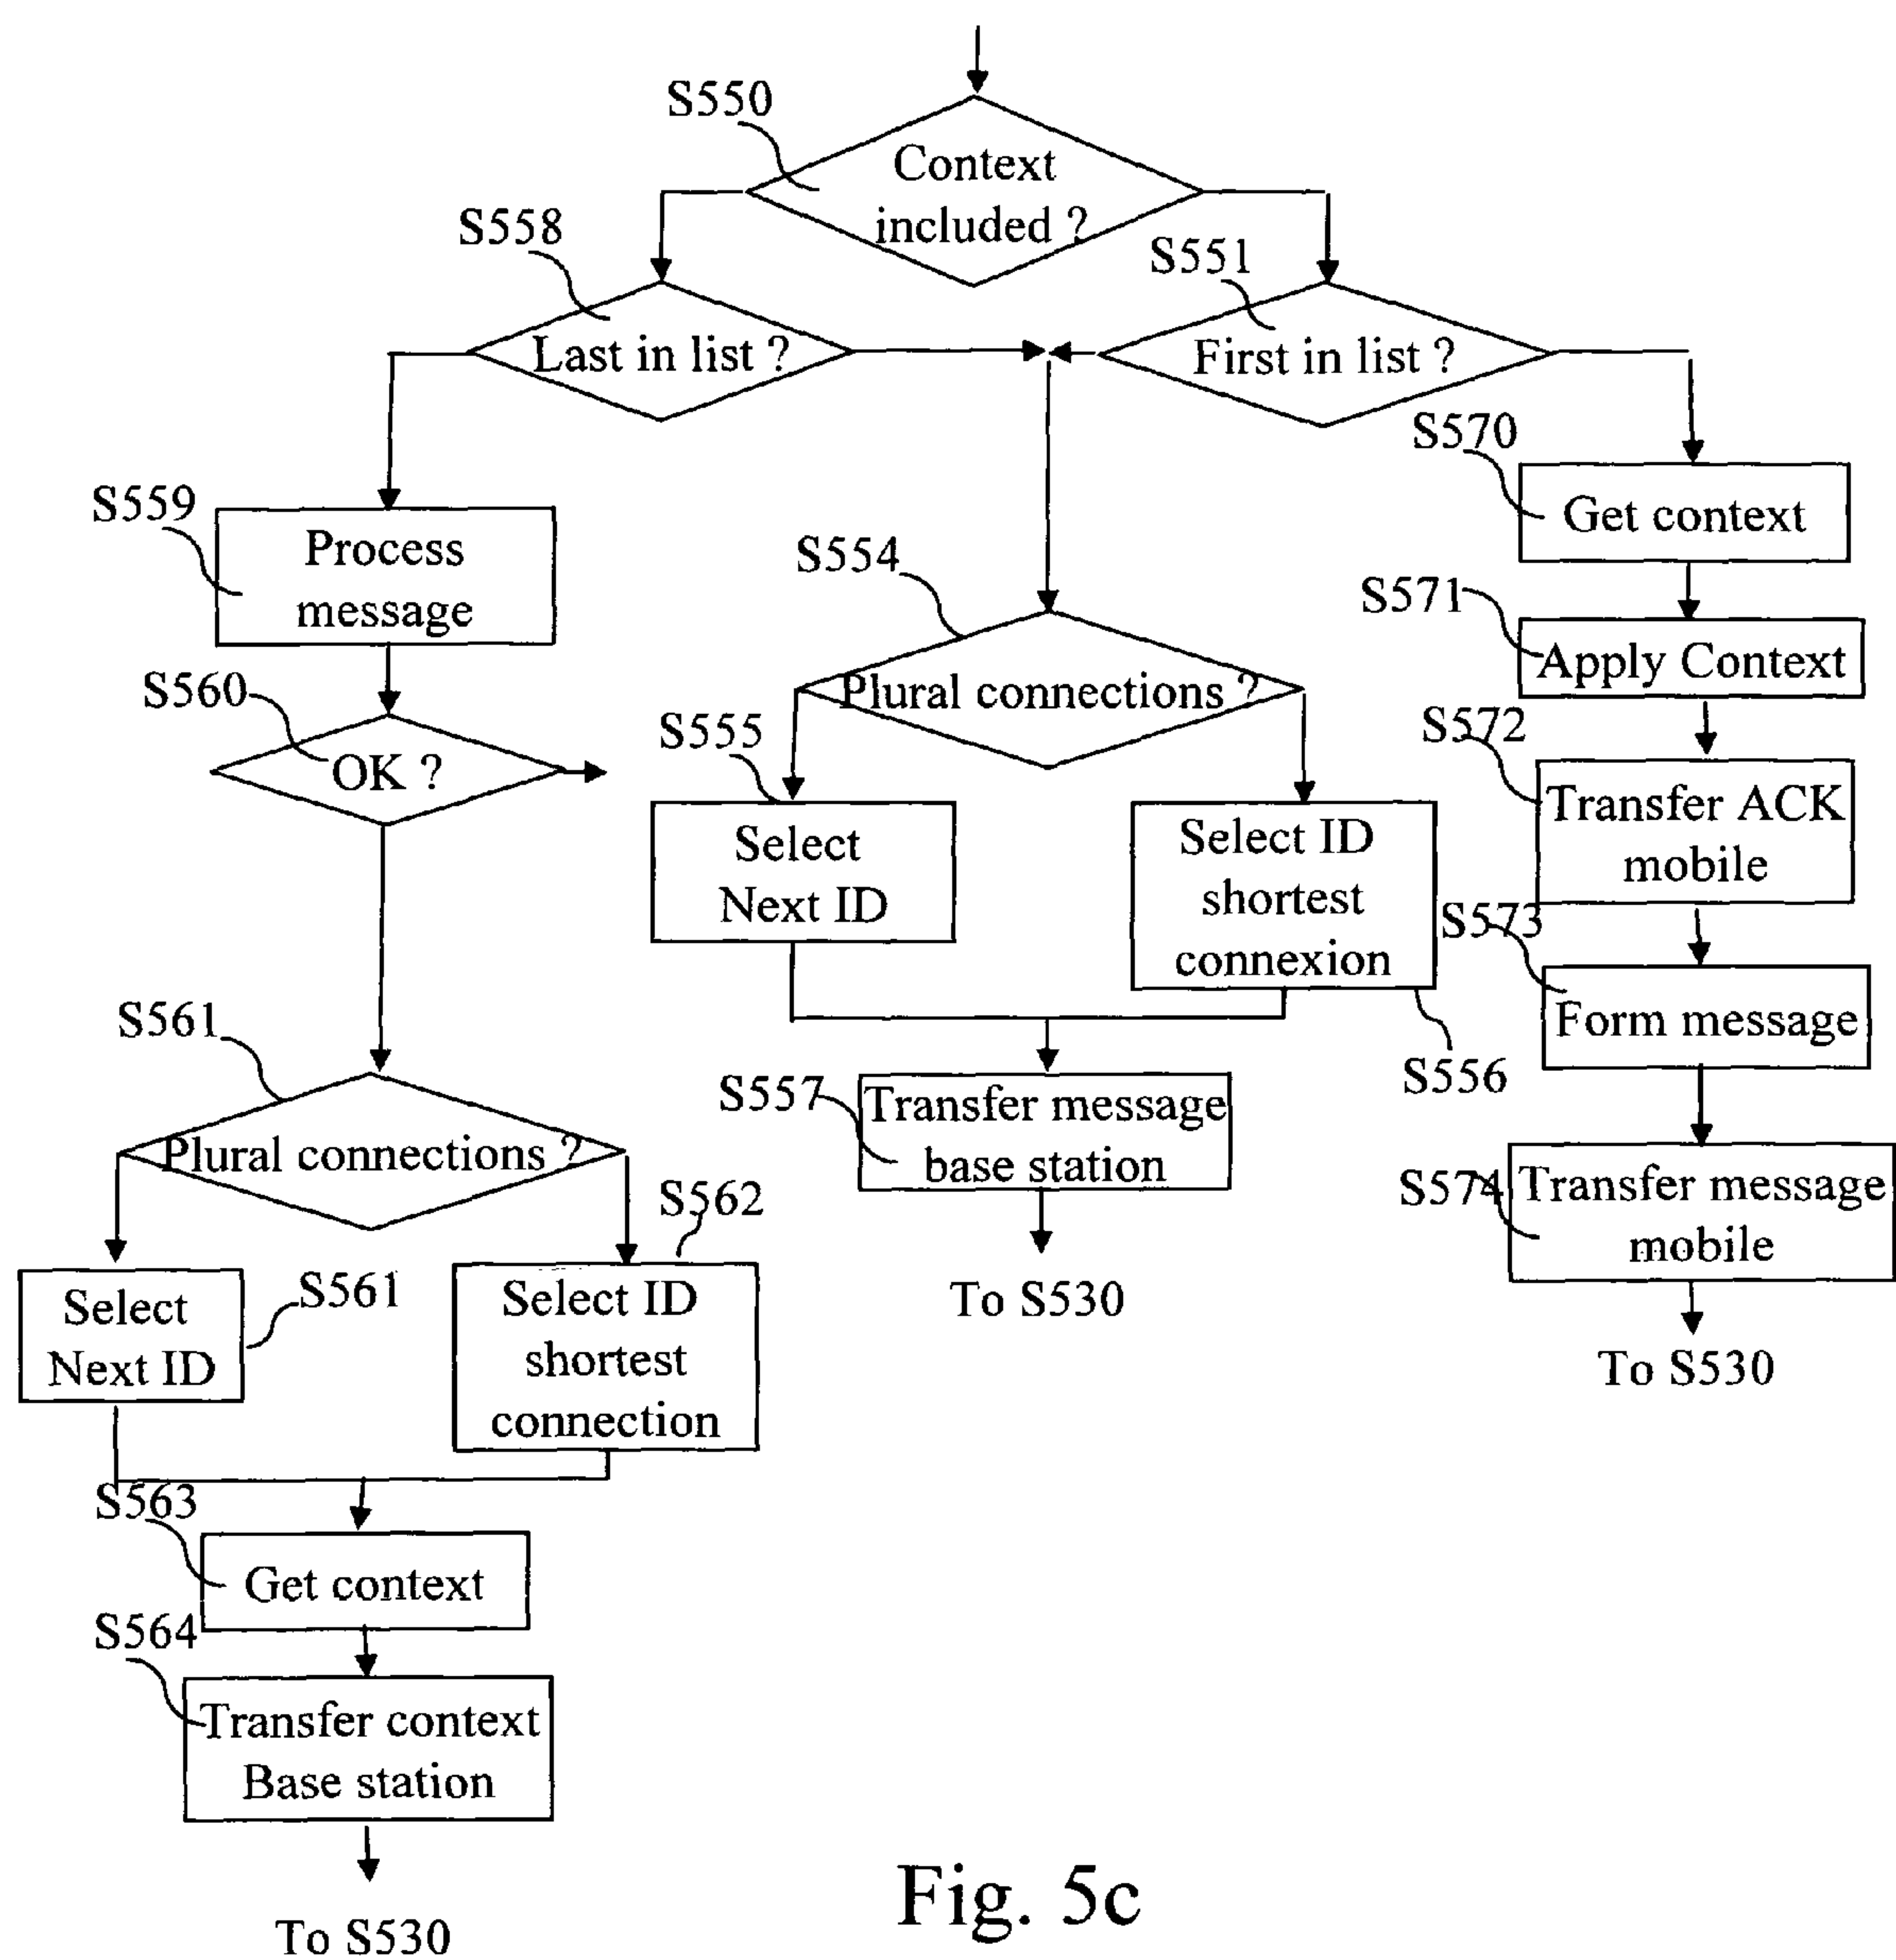 S550
Context
included ?
S558
Last in list ?
S551
First in list ?
S559
Process
message
S560
OK ?
S554
Plural connections ?
S555
Select
Next ID
Select ID
shortest
connexion
S556
S557
Transfer message
base station
To S530
S570
Get context
S571
Apply Context
S572
Transfer ACK
mobile
S573
Form message
S574
Transfer message
mobile
To S530
S561
Plural connections ?
Select
Next ID
S561
S562
Select ID
shortest
connection
S563
Get context
S564
Transfer context
Base station
To S530
Fig. 5c